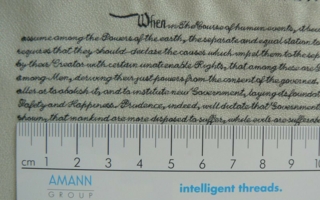 When in the Course of human events, it
assume among the Powers of the earth, the separate and equal station to
requires that they should declare the causes which impel them to the
by their Creator with certain unalienable Rights, that among these are
among Men, deriving their just powers from the consent of the governed.
alter or to abolish it, and to institute new Government, laying its
Safety and Happiness. Prudence, indeed, will dictate that Government
shown, that mankind are more disposed to suffer, while evils are sufferable
cm 1 2 3 4 5 6 7 8 9
AMANN
GROUP
intelligent threads.